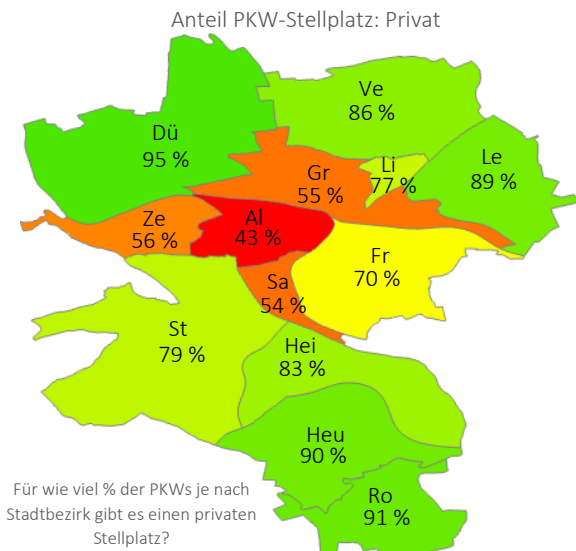 Anteil PKW-Stellplatz: Privat
Ve
86 %
Dü
95 %
Le
89 %
Li
77 %
Gr
55 %
Ze
56 %
Al
43 %
Fr
70 %
Sa
54 %
St
79 %
Hei
83 %
Heu
90 %
Ro
91 %
Für wie viel % der PKWs je nach
Stadtbezirk gibt es einen privaten
Stellplatz?